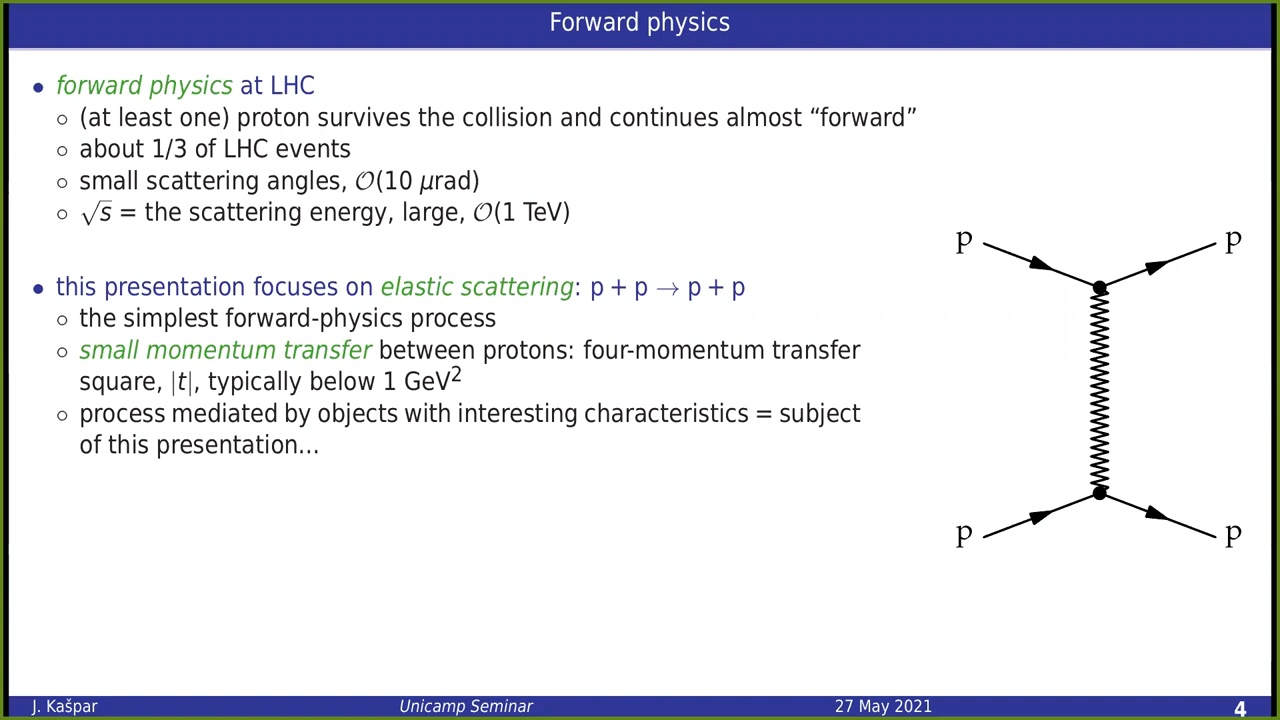 Forward physics
• forward physics at LHC
○ (at least one) proton survives the collision and continues almost “forward”
○ about 1/3 of LHC events
○ small scattering angles, 𝒪(10 μrad)
○ √s = the scattering energy, large, 𝒪(1 TeV)
• this presentation focuses on elastic scattering: p + p → p + p
○ the simplest forward-physics process
○ small momentum transfer between protons: four-momentum transfer
square, |t|, typically below 1 GeV²
○ process mediated by objects with interesting characteristics = subject
of this presentation...
p p
p p
J. Kašpar Unicamp Seminar 27 May 2021 4